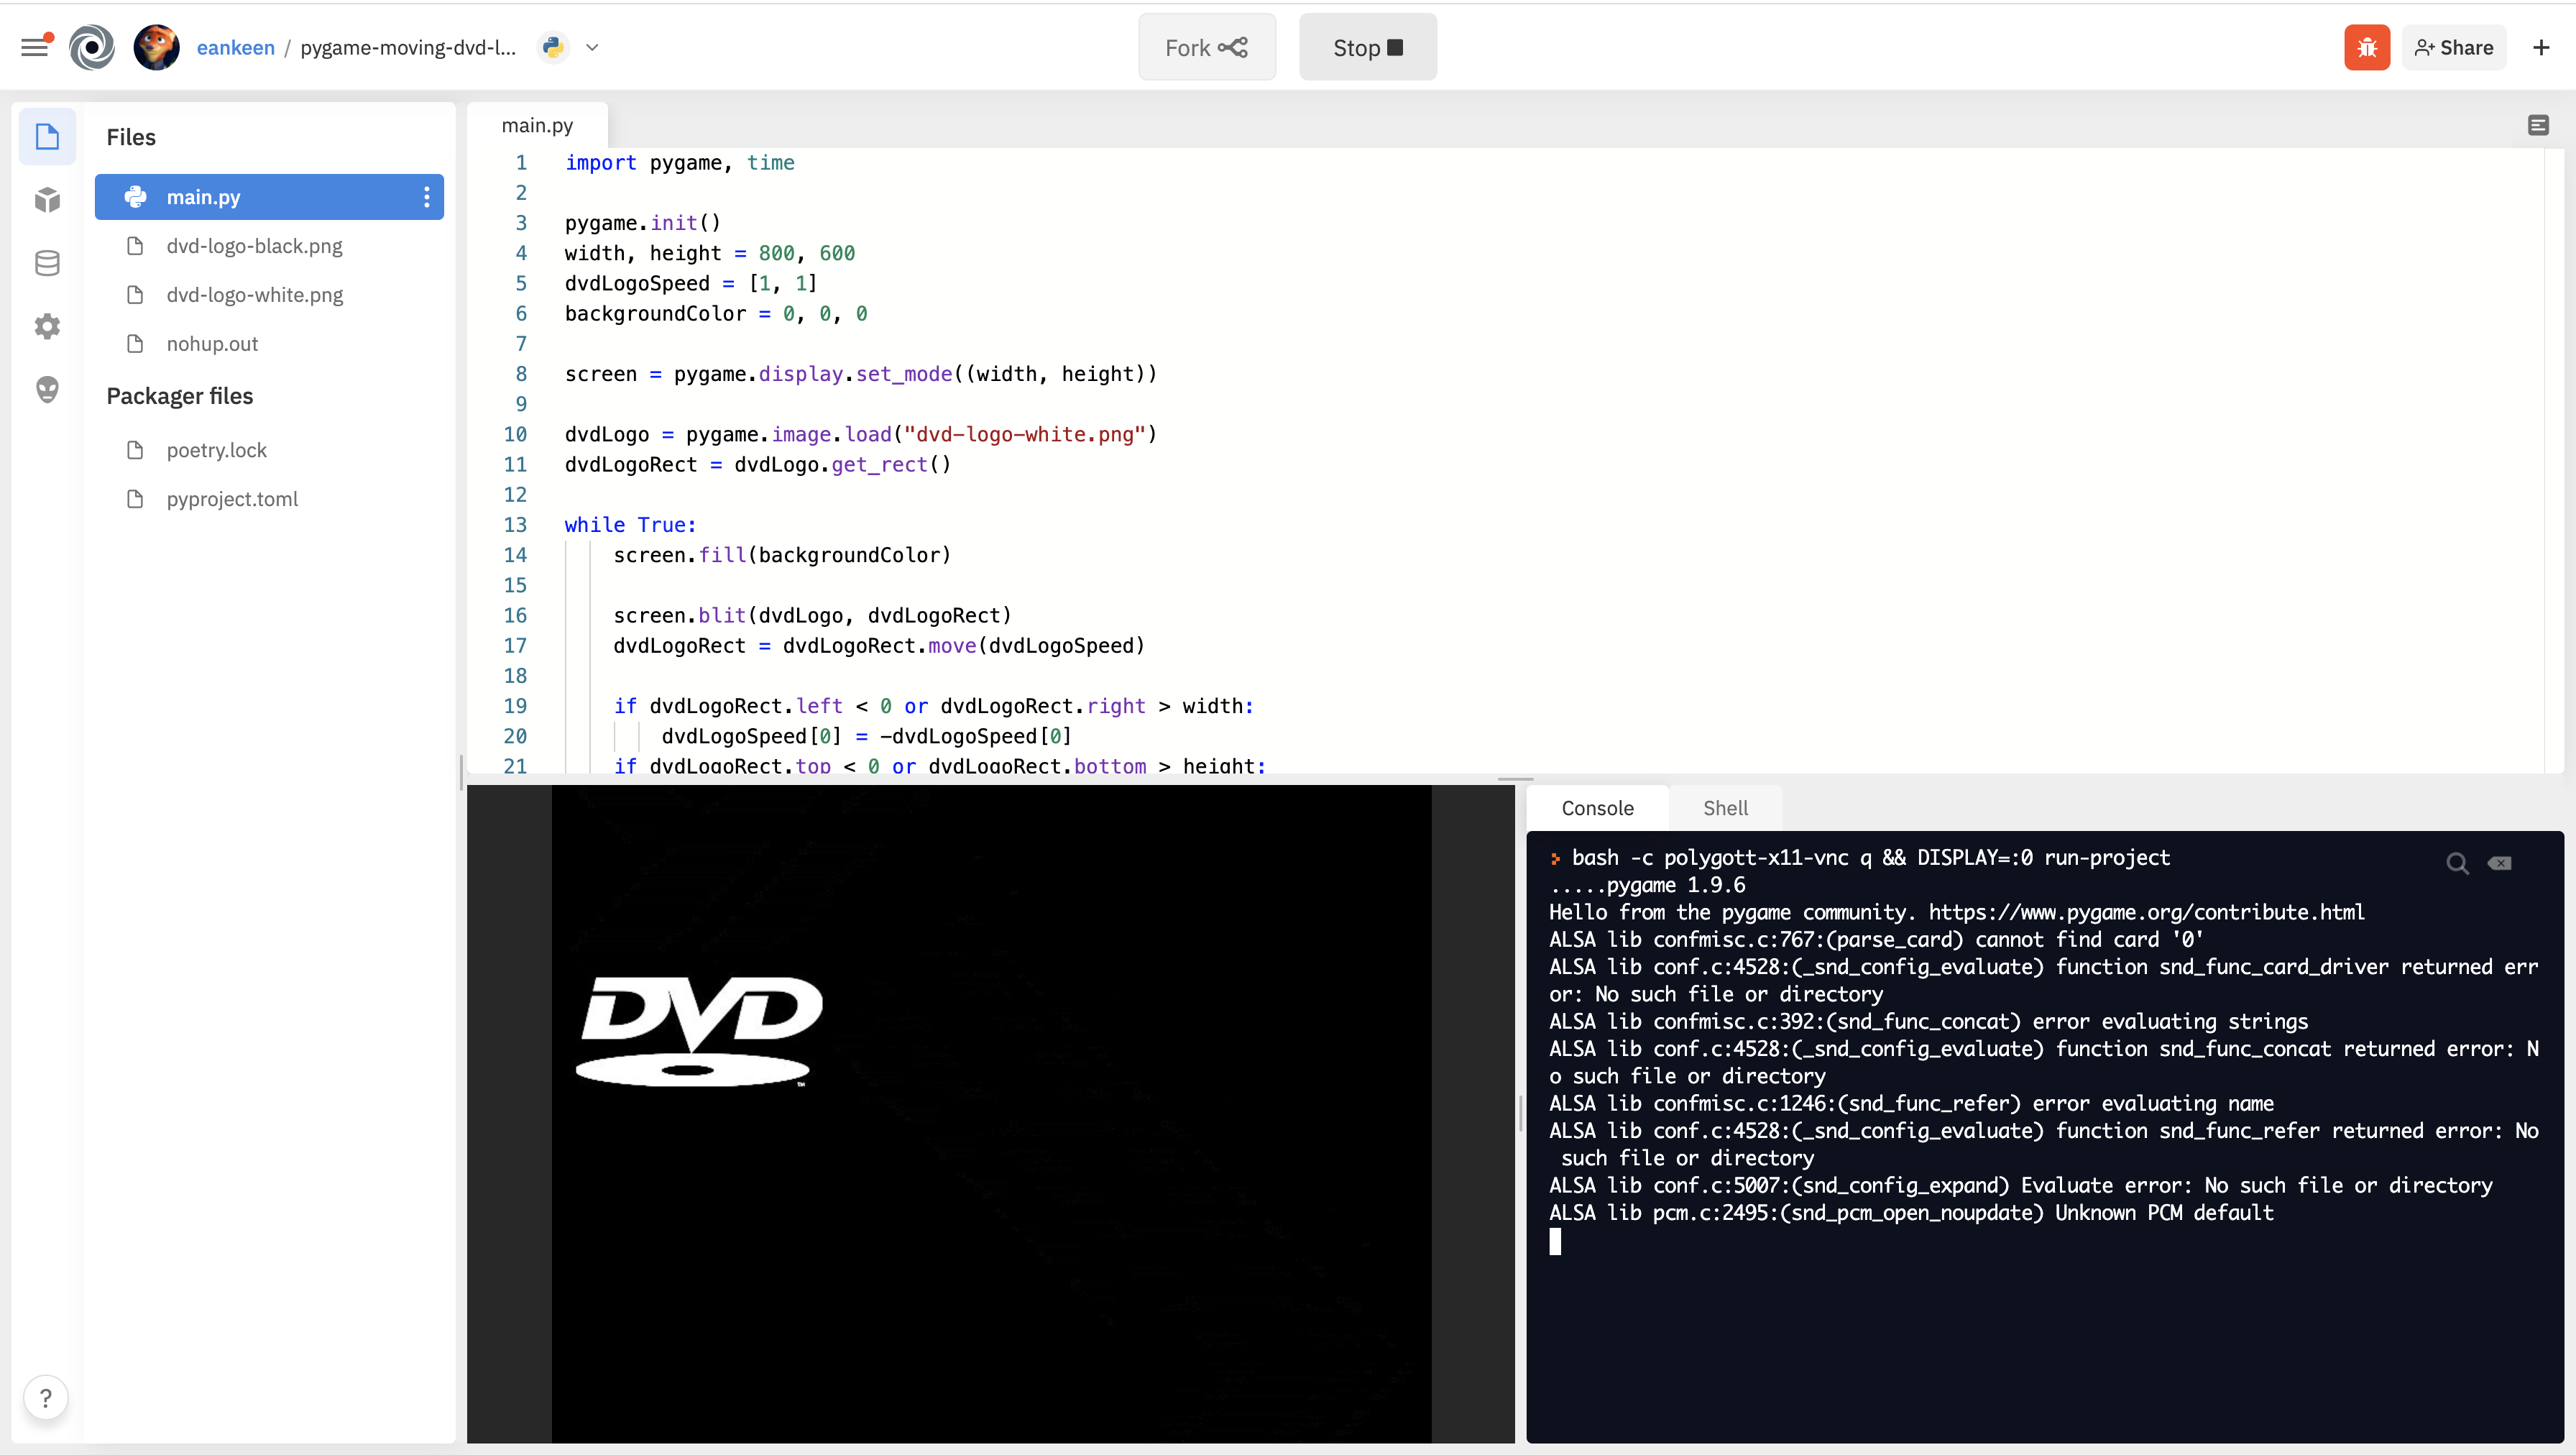 eankeen / pygame-moving-dvd-l...
Fork
Stop
Share
Files
main.py
dvd-logo-black.png
dvd-logo-white.png
nohup.out
Packager files
poetry.lock
pyproject.toml
?
main.py
1 import pygame, time
2
3 pygame.init()
4 width, height = 800, 600
5 dvdLogoSpeed = [1, 1]
6 backgroundColor = 0, 0, 0
7
8 screen = pygame.display.set_mode((width, height))
9
10 dvdLogo = pygame.image.load("dvd-logo-white.png")
11 dvdLogoRect = dvdLogo.get_rect()
12
13 while True:
14 screen.fill(backgroundColor)
15
16 screen.blit(dvdLogo, dvdLogoRect)
17 dvdLogoRect = dvdLogoRect.move(dvdLogoSpeed)
18
19 if dvdLogoRect.left < 0 or dvdLogoRect.right > width:
20 dvdLogoSpeed[0] = -dvdLogoSpeed[0]
21 if dvdLogoRect.top < 0 or dvdLogoRect.bottom > height:
DVD
TM
Console
Shell
bash -c polygott-x11-vnc q && DISPLAY=:0 run-project
.....pygame 1.9.6
Hello from the pygame community. https://www.pygame.org/contribute.html
ALSA lib confmisc.c:767:(parse_card) cannot find card '0'
ALSA lib conf.c:4528:(_snd_config_evaluate) function snd_func_card_driver returned err
or: No such file or directory
ALSA lib confmisc.c:392:(snd_func_concat) error evaluating strings
ALSA lib conf.c:4528:(_snd_config_evaluate) function snd_func_concat returned error: N
o such file or directory
ALSA lib confmisc.c:1246:(snd_func_refer) error evaluating name
ALSA lib conf.c:4528:(_snd_config_evaluate) function snd_func_refer returned error: No
such file or directory
ALSA lib conf.c:5007:(snd_config_expand) Evaluate error: No such file or directory
ALSA lib pcm.c:2495:(snd_pcm_open_noupdate) Unknown PCM default